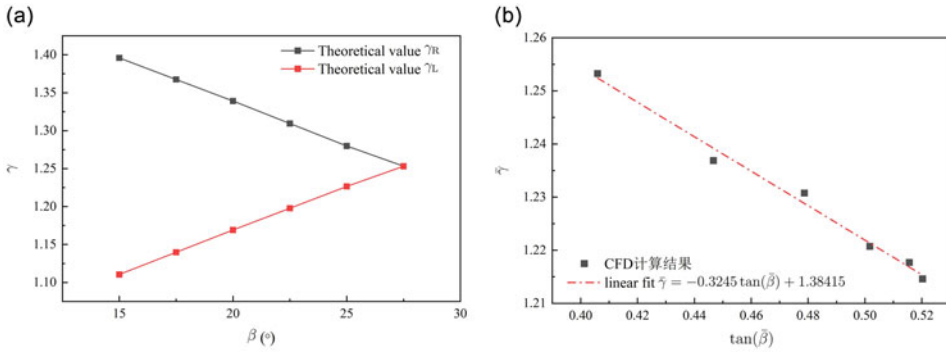 (a)
1.40
1.35
1.30
1.25
1.20
1.15
1.10
γ
Theoretical value γR
Theoretical value γL
15
20
25
30
β (°)
(b)
1.26
1.25
1.24
1.23
1.22
1.21
γ̄
CFD计算结果
linear fit γ̄ = −0.3245 tan(β̄) + 1.38415
0.40
0.42
0.44
0.46
0.48
0.50
0.52
tan(β̄)